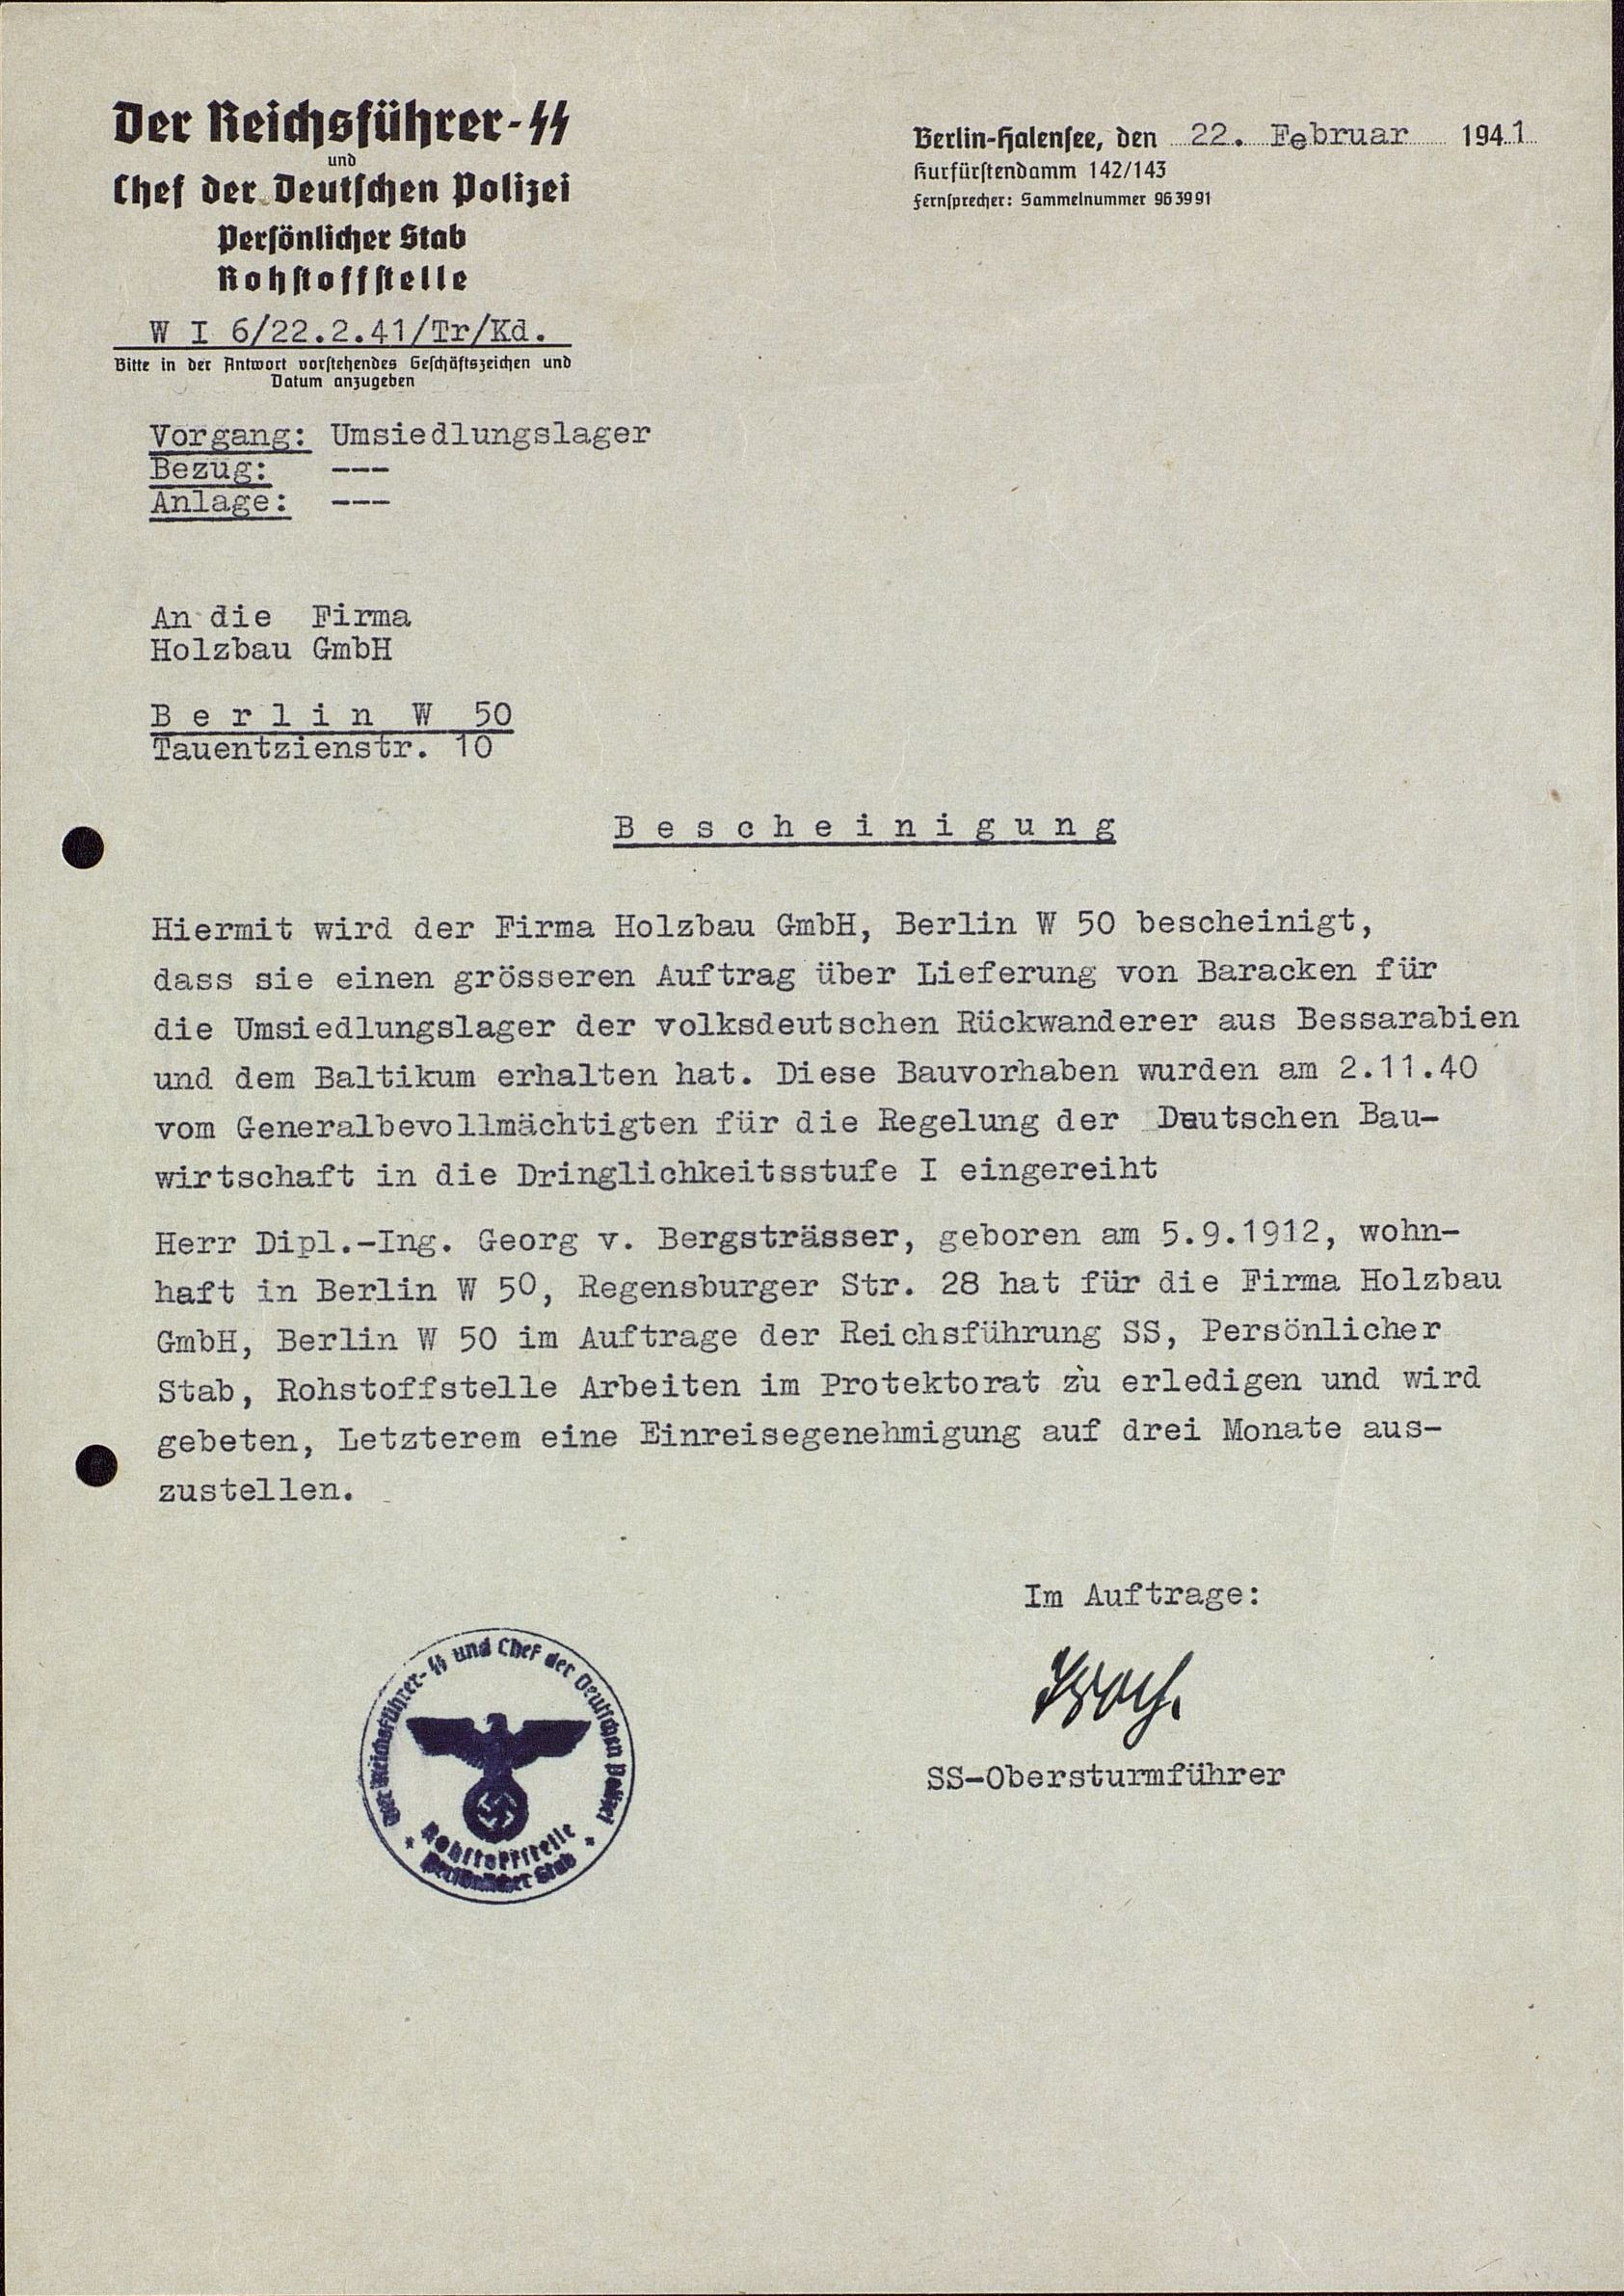 Der Reichsführer-SS
und
Chef der Deutschen Polizei
Persönlicher Stab
Rohstoffstelle
W I 6/22.2.41/Tr/Kd.
Bitte in der Antwort vorstehendes Geschäftszeichen und
Datum anzugeben
Berlin-Halensee, den 22. Februar 1941
Kurfürstendamm 142/143
Fernsprecher: Sammelnummer 963991
Vorgang: Umsiedlungslager
Bezug: ---
Anlage: ---
An die Firma
Holzbau GmbH
Berlin W 50
Tauentzienstr. 10
Bescheinigung
Hiermit wird der Firma Holzbau GmbH, Berlin W 50 bescheinigt,
dass sie einen grösseren Auftrag über Lieferung von Baracken für
die Umsiedlungslager der volksdeutschen Rückwanderer aus Bessarabien
und dem Baltikum erhalten hat. Diese Bauvorhaben wurden am 2.11.40
vom Generalbevollmächtigten für die Regelung der Deutschen Bau-
wirtschaft in die Dringlichkeitsstufe I eingereiht
Herr Dipl.-Ing. Georg v. Bergsträsser, geboren am 5.9.1912, wohn-
haft in Berlin W 50, Regensburger Str. 28 hat für die Firma Holzbau
GmbH, Berlin W 50 im Auftrage der Reichsführung SS, Persönlicher
Stab, Rohstoffstelle Arbeiten im Protektorat zu erledigen und wird
gebeten, Letzterem eine Einreisegenehmigung auf drei Monate aus-
zustellen.
Im Auftrage:
SS-Obersturmführer
Der Reichsführer-SS und Chef der Deutschen Polizei
Rohstoffstelle
Persönlicher Stab